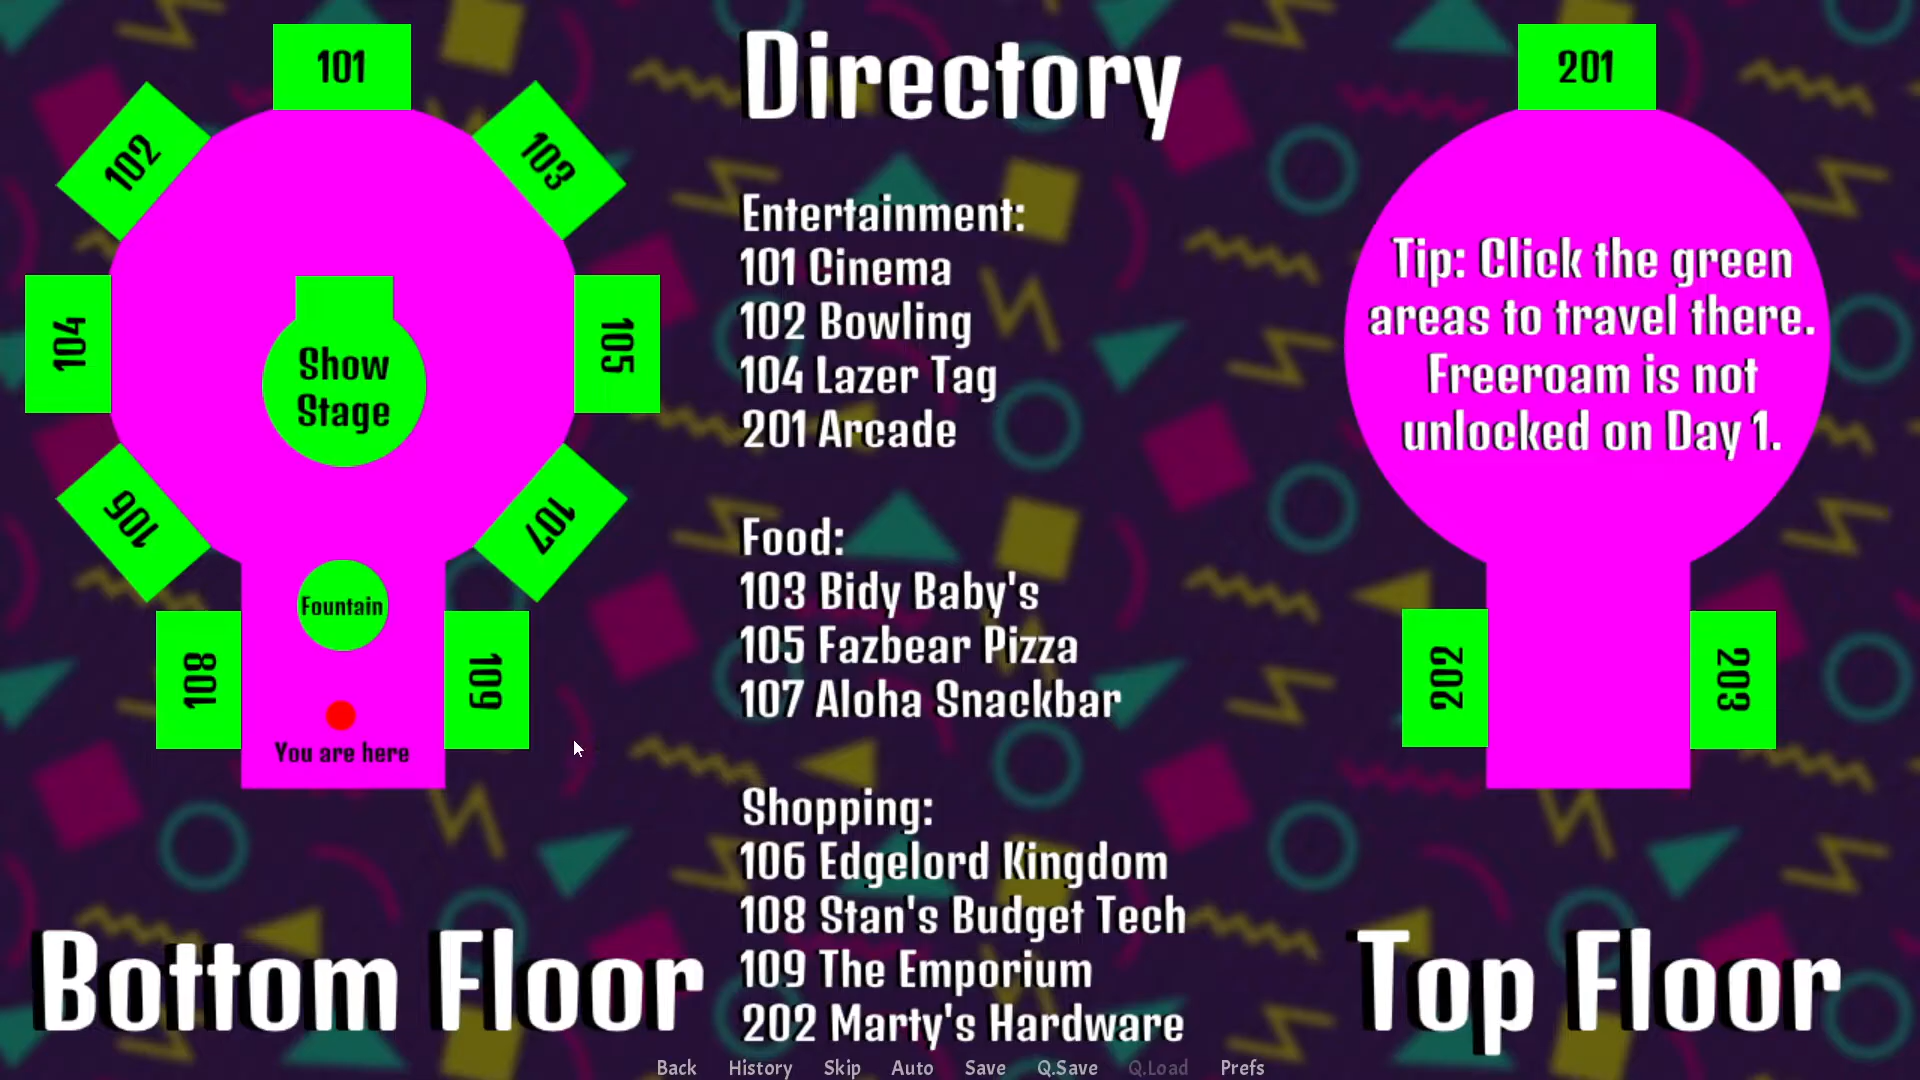 101
102
103
104
105
Show
Stage
106
107
Fountain
108
109
You are here
Bottom Floor
Directory
Entertainment:
101 Cinema
102 Bowling
104 Lazer Tag
201 Arcade
Food:
103 Bidy Baby's
105 Fazbear Pizza
107 Aloha Snackbar
Shopping:
106 Edgelord Kingdom
108 Stan's Budget Tech
109 The Emporium
202 Marty's Hardware
201
Tip: Click the green
areas to travel there.
Freeroam is not
unlocked on Day 1.
202
203
Top Floor
Back History Skip Auto Save Q.Save Q.Load Prefs